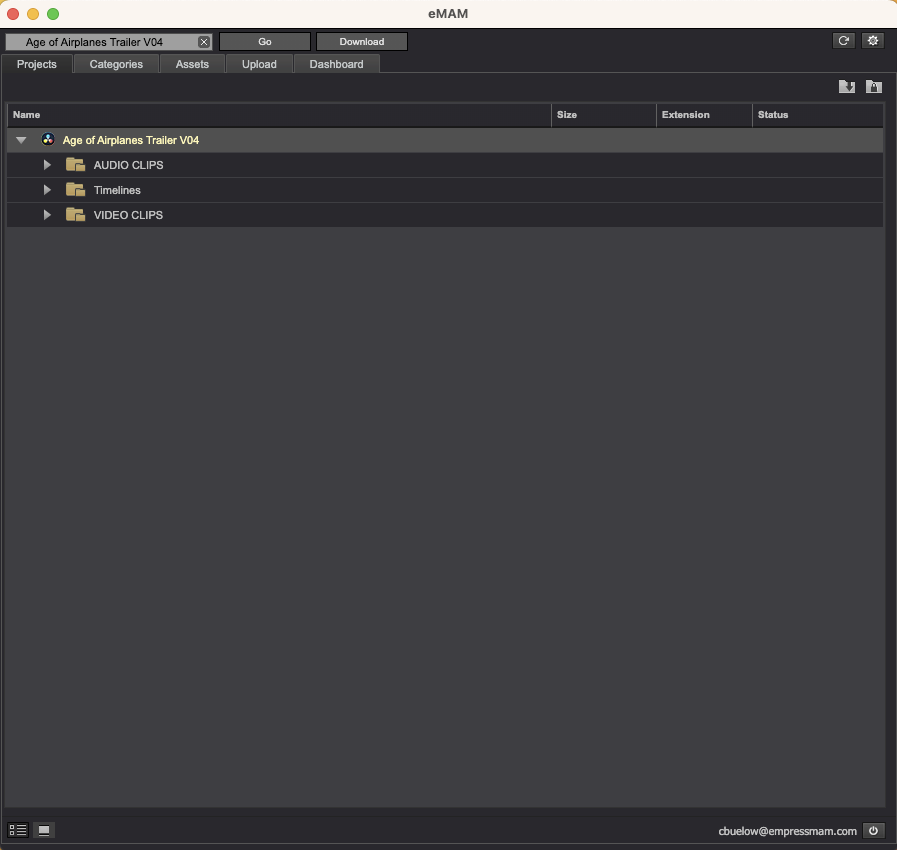 eMAM
Age of Airplanes Trailer V04 Go Download
Projects Categories Assets Upload Dashboard
Name Size Extension Status
Age of Airplanes Trailer V04
AUDIO CLIPS
Timelines
VIDEO CLIPS
cbuelow@empressmam.com